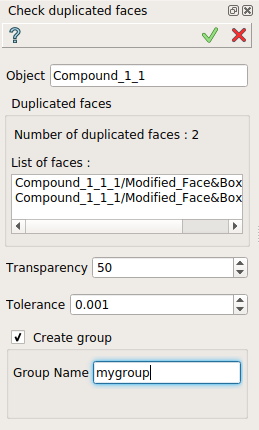 Check duplicated faces
Object Compound_1_1
Duplicated faces
Number of duplicated faces : 2
List of faces :
Compound_1_1_1/Modified_Face&Box
Compound_1_1_1/Modified_Face&Box
Transparency 50
Tolerance 0.001
Create group
Group Name mygroup